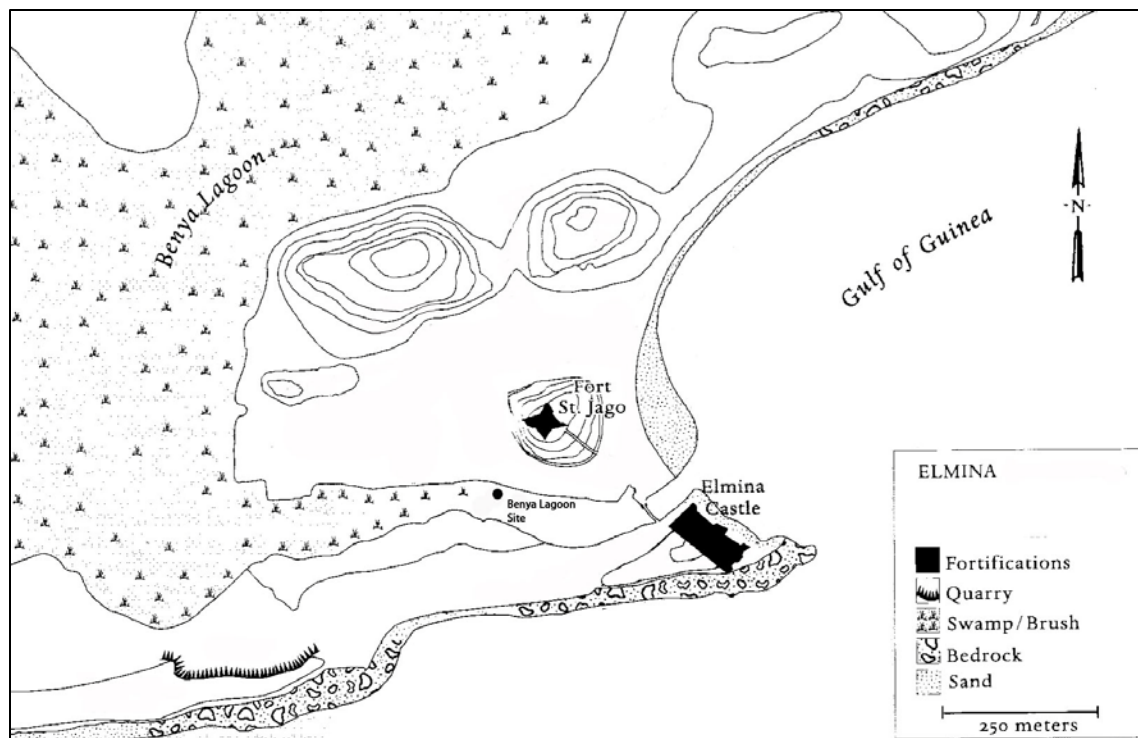 Benya Lagoon
-N-
Gulf of Guinea
Fort
St. Jago
Elmina
Castle
Benya Lagoon
Site
ELMINA
Fortifications
Quarry
Swamp/Brush
Bedrock
Sand
250 meters